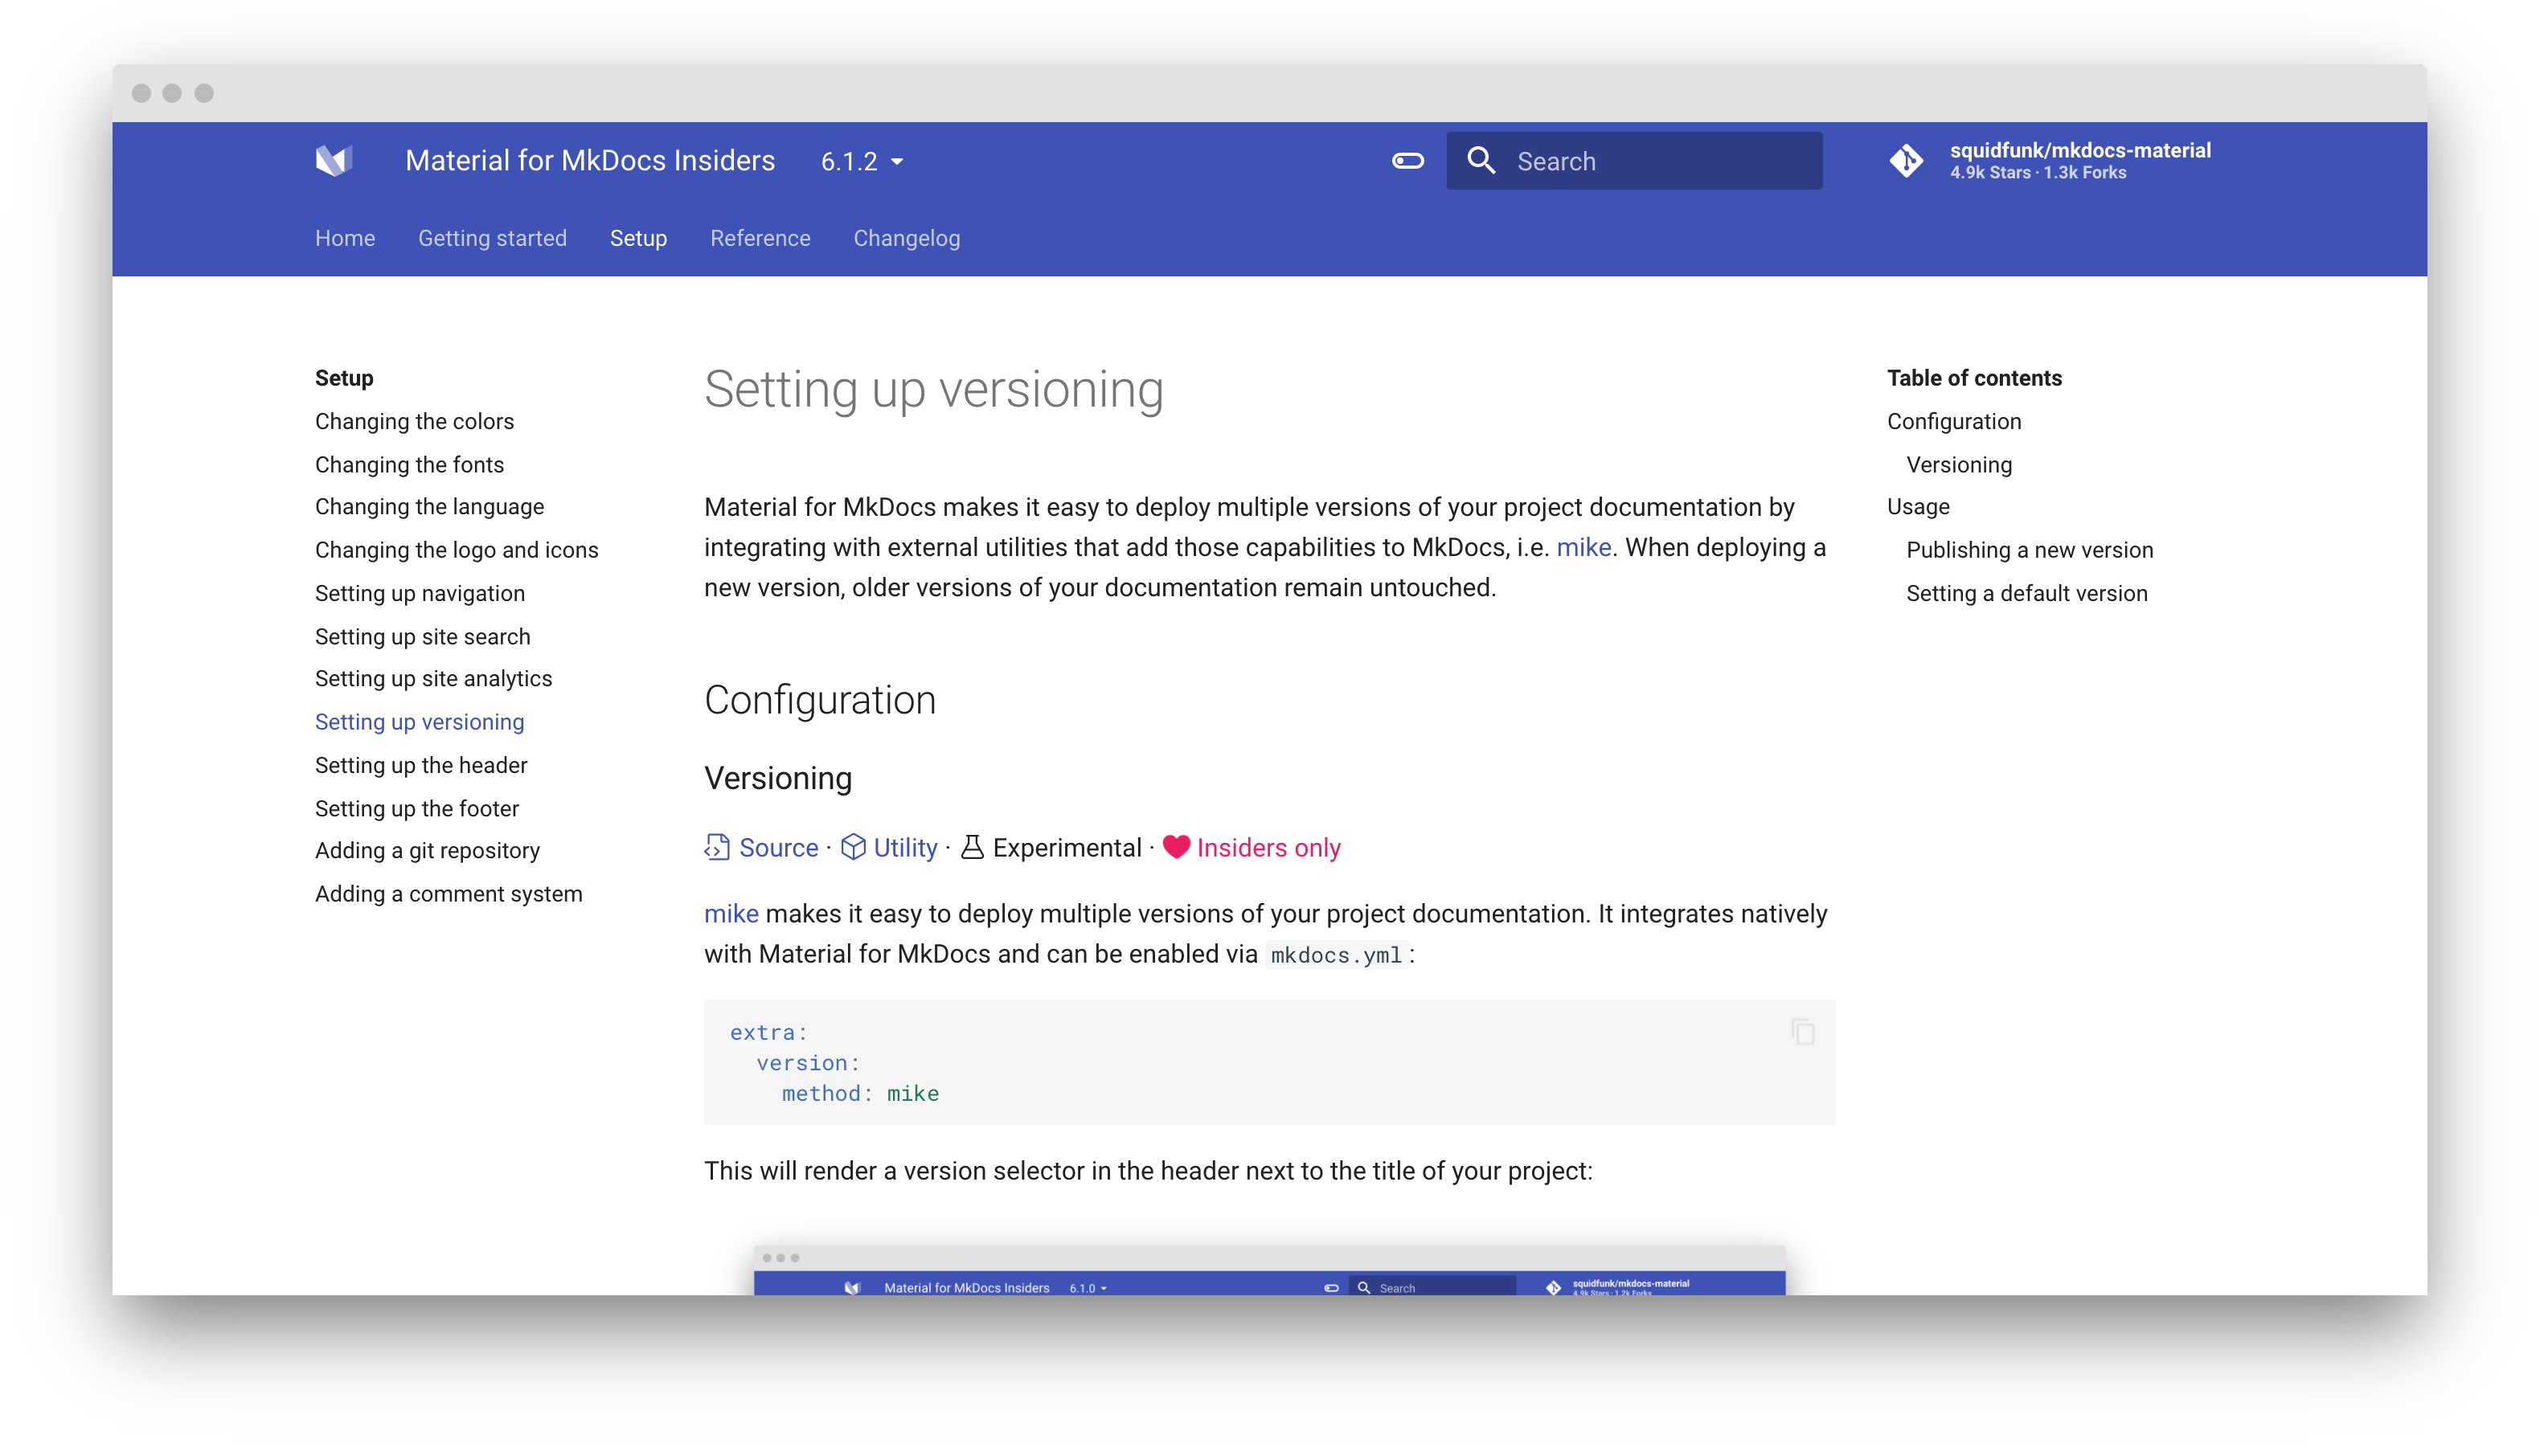 Material for MkDocs Insiders 6.1.2
Search
squidfunk/mkdocs-material
4.9k Stars · 1.3k Forks
Home Getting started Setup Reference Changelog
Setup
Changing the colors
Changing the fonts
Changing the language
Changing the logo and icons
Setting up navigation
Setting up site search
Setting up site analytics
Setting up versioning
Setting up the header
Setting up the footer
Adding a git repository
Adding a comment system
Setting up versioning
Material for MkDocs makes it easy to deploy multiple versions of your project documentation by
integrating with external utilities that add those capabilities to MkDocs, i.e. mike. When deploying a
new version, older versions of your documentation remain untouched.
Configuration
Versioning
Source · Utility · Experimental · Insiders only
mike makes it easy to deploy multiple versions of your project documentation. It integrates natively
with Material for MkDocs and can be enabled via mkdocs.yml:
extra:
  version:
    method: mike
This will render a version selector in the header next to the title of your project:
Material for MkDocs Insiders 6.1.0
Search
squidfunk/mkdocs-material
4.9k Stars · 1.2k Forks
Table of contents
Configuration
Versioning
Usage
Publishing a new version
Setting a default version